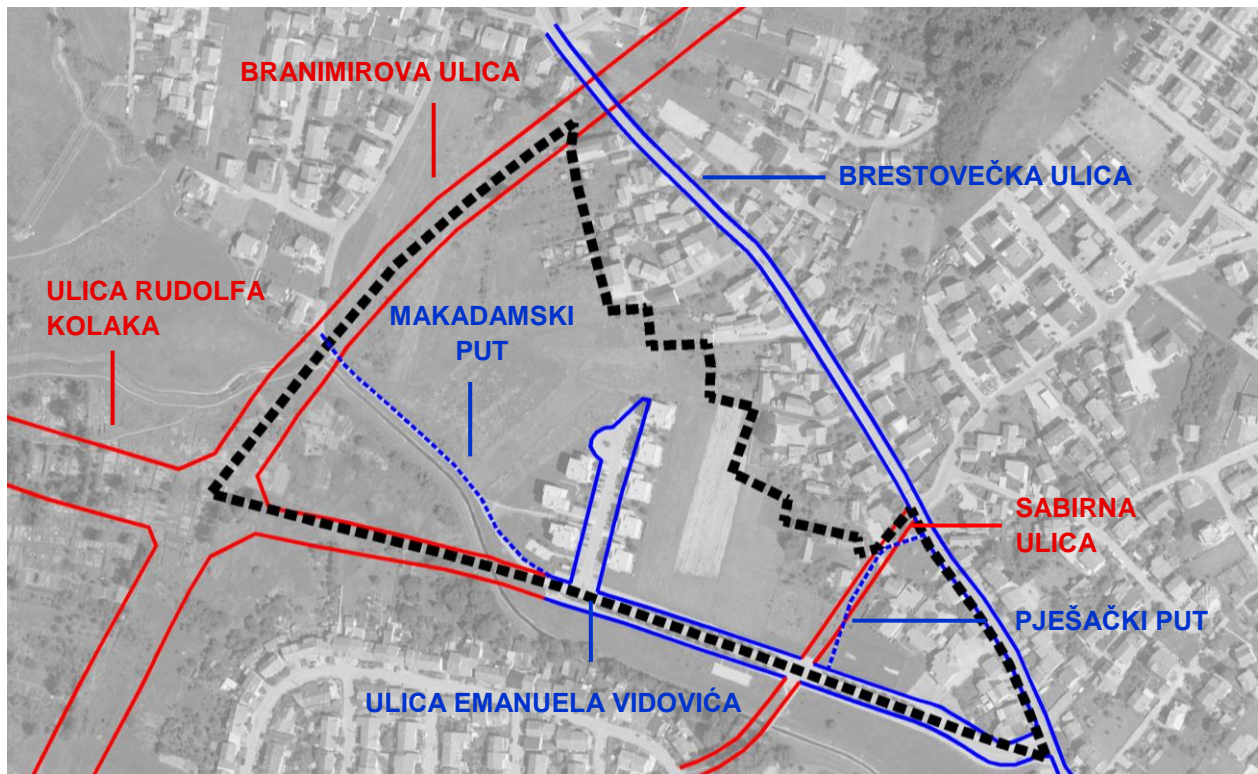 BRANIMIROVA ULICA
BRESTOVEČKA ULICA
ULICA RUDOLFA
KOLAKA
MAKADAMSKI
PUT
SABIRNA
ULICA
PJEŠAČKI PUT
ULICA EMANUELA VIDOVIĆA